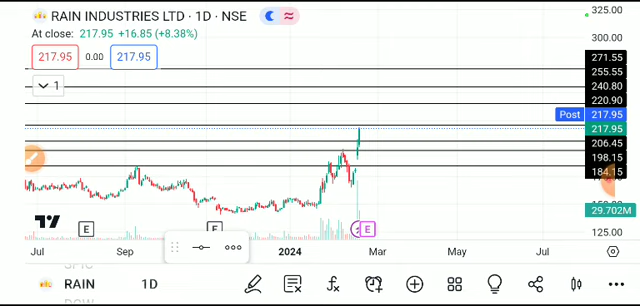 RAIN INDUSTRIES LTD · 1D · NSE
At close: 217.95 +16.85 (+8.38%)
217.95 0.00 217.95
1
325.00
300.00
271.55
255.55
240.80
220.90
Post 217.95
217.95
206.45
198.15
184.15
29.702M
125.00
E E E
Jul Sep 2024 Mar May Jul
RAIN 1D